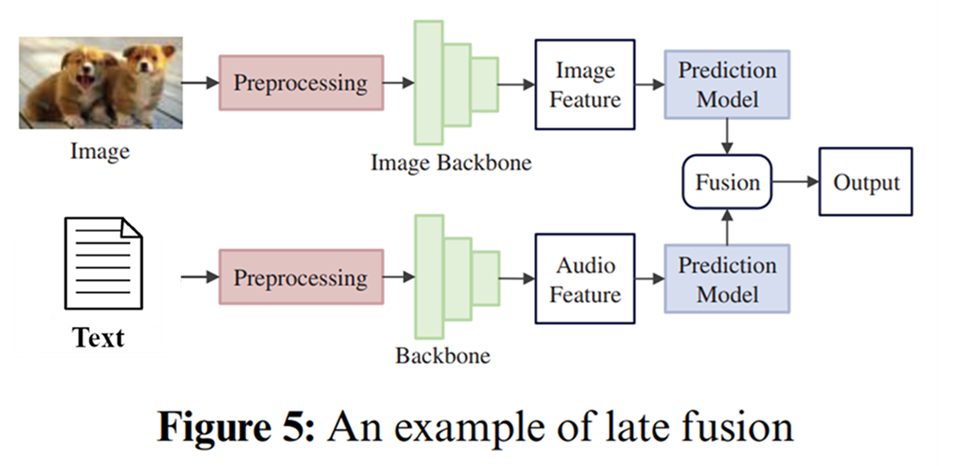 Preprocessing
Image
Feature
Prediction
Model
Image
Image Backbone
Fusion
Output
Preprocessing
Audio
Feature
Prediction
Model
Text
Backbone
Figure 5: An example of late fusion